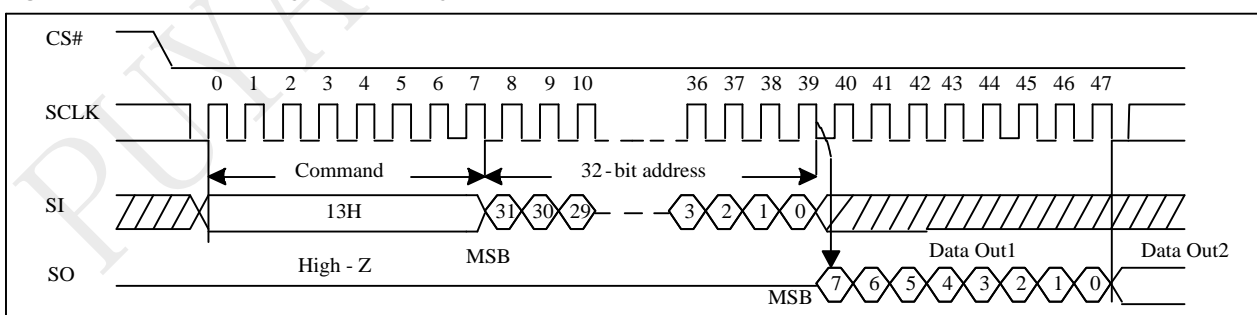 CS#
0 1 2 3 4 5 6 7 8 9 10 36 37 38 39 40 41 42 43 44 45 46 47
SCLK
Command 32-bit address
SI 13H 31 30 29 3 2 1 0
MSB Data Out1 Data Out2
SO High - Z
MSB 7 6 5 4 3 2 1 0
PUYA